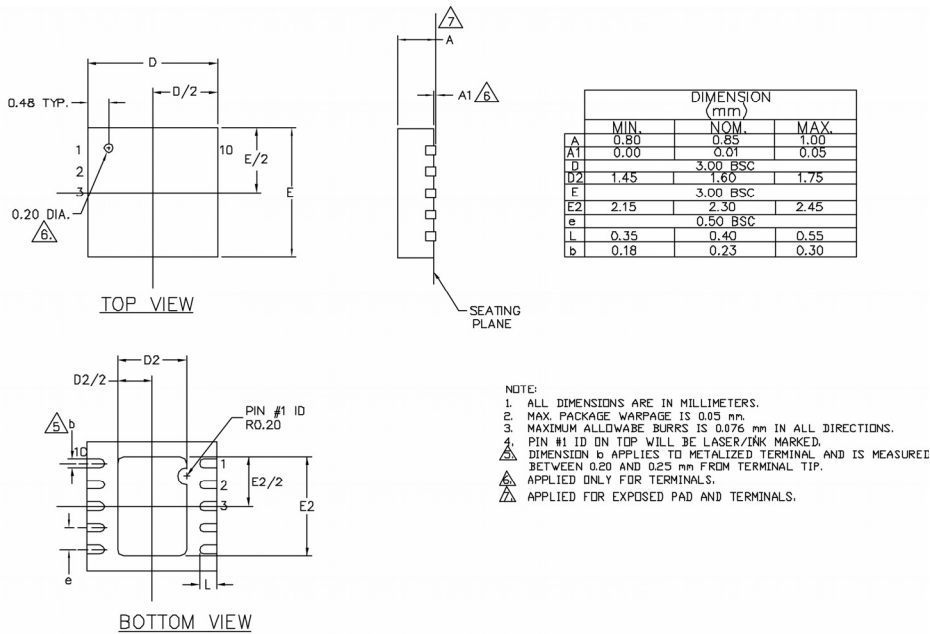 7
A
D
D/2
0.48 TYP.
A1 6
1
10
2
3
E/2
E
0.20 DIA.
6.
TOP VIEW
SEATING
PLANE
DIMENSION
(mm)
MIN. NOM. MAX.
A 0.80 0.85 1.00
A1 0.00 0.01 0.05
D 3.00 BSC
D2 1.45 1.60 1.75
E 3.00 BSC
E2 2.15 2.30 2.45
e 0.50 BSC
L 0.35 0.40 0.55
b 0.18 0.23 0.30
D2
D2/2
PIN #1 ID
R0.20
5 b
10
1
2
3
E2/2
E2
e
L
BOTTOM VIEW
NOTE:
1. ALL DIMENSIONS ARE IN MILLIMETERS.
2. MAX. PACKAGE WARPAGE IS 0.05 mm.
3. MAXIMUM ALLOWABE BURRS IS 0.076 mm IN ALL DIRECTIONS.
4. PIN #1 ID ON TOP WILL BE LASER/INK MARKED.
5. DIMENSION b APPLIES TO METALIZED TERMINAL AND IS MEASURED
BETWEEN 0.20 AND 0.25 mm FROM TERMINAL TIP.
6. APPLIED ONLY FOR TERMINALS.
7. APPLIED FOR EXPOSED PAD AND TERMINALS.